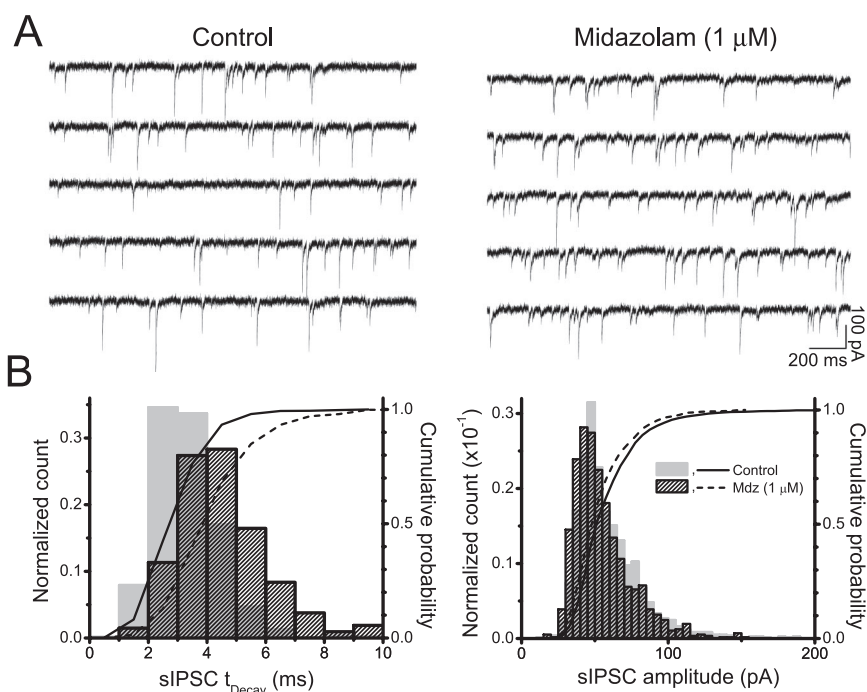 A
Control
Midazolam (1 μM)
100 pA
200 ms
B
Normalized count
0.3
0.2
0.1
0.0
1.0
0.5
0.0
Cumulative probability
0 2 4 6 8 10
sIPSC tDecay (ms)
Normalized count (x10-1)
0.3
0.2
0.1
0.0
, Control
, Mdz (1 μM)
1.0
0.5
0.0
Cumulative probability
0 50 100 200
sIPSC amplitude (pA)